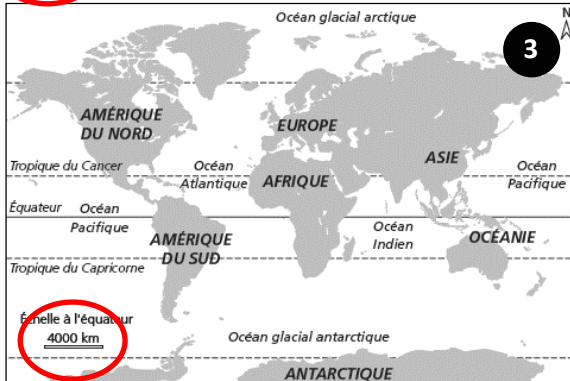 Océan glacial arctique
N
3
AMÉRIQUE
DU NORD
EUROPE
ASIE
Tropique du Cancer
Océan
Atlantique
AFRIQUE
Océan
Pacifique
Équateur
Océan
Pacifique
AMÉRIQUE
DU SUD
Océan
Indien
OCÉANIE
Tropique du Capricorne
Échelle à l'équateur
4000 km
Océan glacial antarctique
ANTARCTIQUE